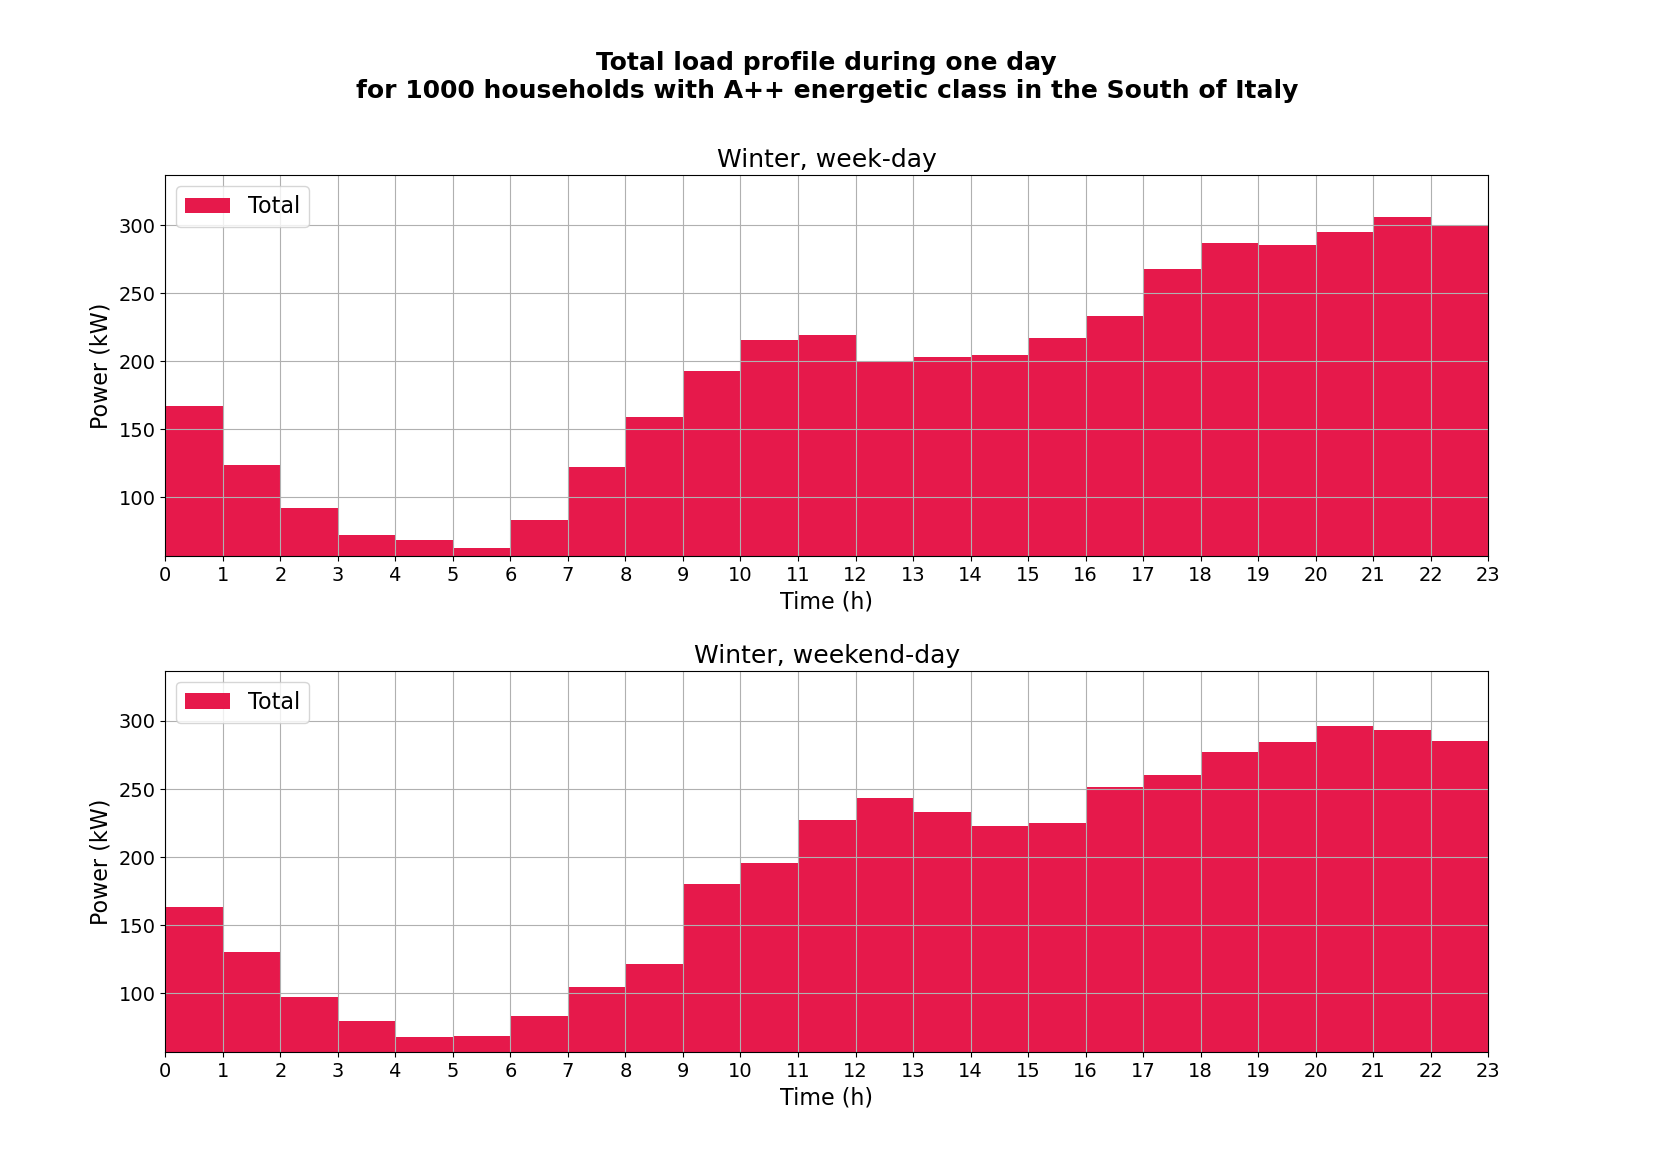 Total load profile during one day
for 1000 households with A++ energetic class in the South of Italy
Winter, week-day
Total
300
250
200
150
100
Power (kW)
0 1 2 3 4 5 6 7 8 9 10 11 12 13 14 15 16 17 18 19 20 21 22 23
Time (h)
Winter, weekend-day
Total
300
250
200
150
100
Power (kW)
0 1 2 3 4 5 6 7 8 9 10 11 12 13 14 15 16 17 18 19 20 21 22 23
Time (h)